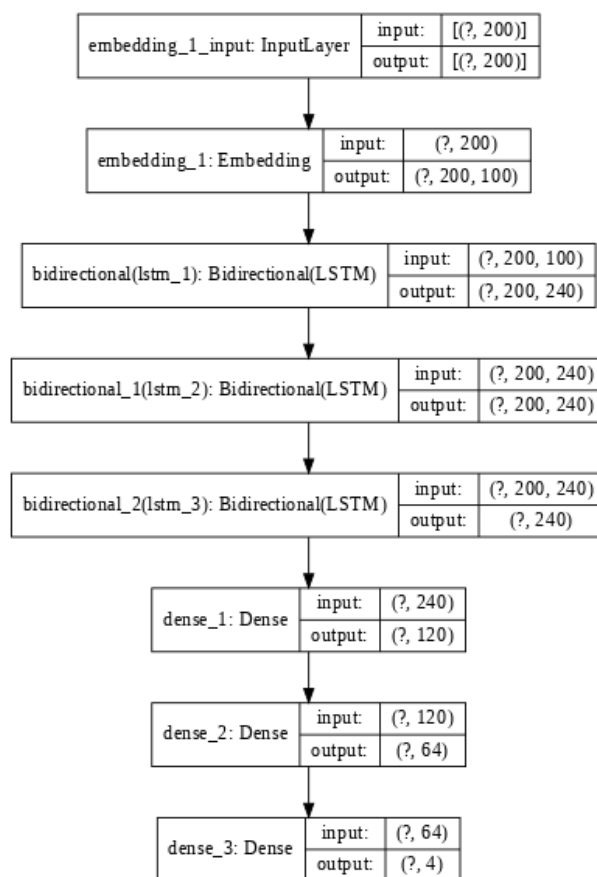 embedding_1_input: InputLayer
input: [(?, 200)]
output: [(?, 200)]
embedding_1: Embedding
input: (?, 200)
output: (?, 200, 100)
bidirectional(lstm_1): Bidirectional(LSTM)
input: (?, 200, 100)
output: (?, 200, 240)
bidirectional_1(lstm_2): Bidirectional(LSTM)
input: (?, 200, 240)
output: (?, 200, 240)
bidirectional_2(lstm_3): Bidirectional(LSTM)
input: (?, 200, 240)
output: (?, 240)
dense_1: Dense
input: (?, 240)
output: (?, 120)
dense_2: Dense
input: (?, 120)
output: (?, 64)
dense_3: Dense
input: (?, 64)
output: (?, 4)